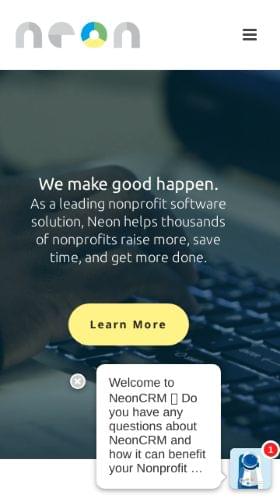 neon
We make good happen.
As a leading nonprofit software
solution, Neon helps thousands
of nonprofits raise more, save
time, and get more done.
Learn More
Welcome to
NeonCRM ▯ Do
you have any
questions about
NeonCRM and
how it can benefit
your Nonprofit ...
1